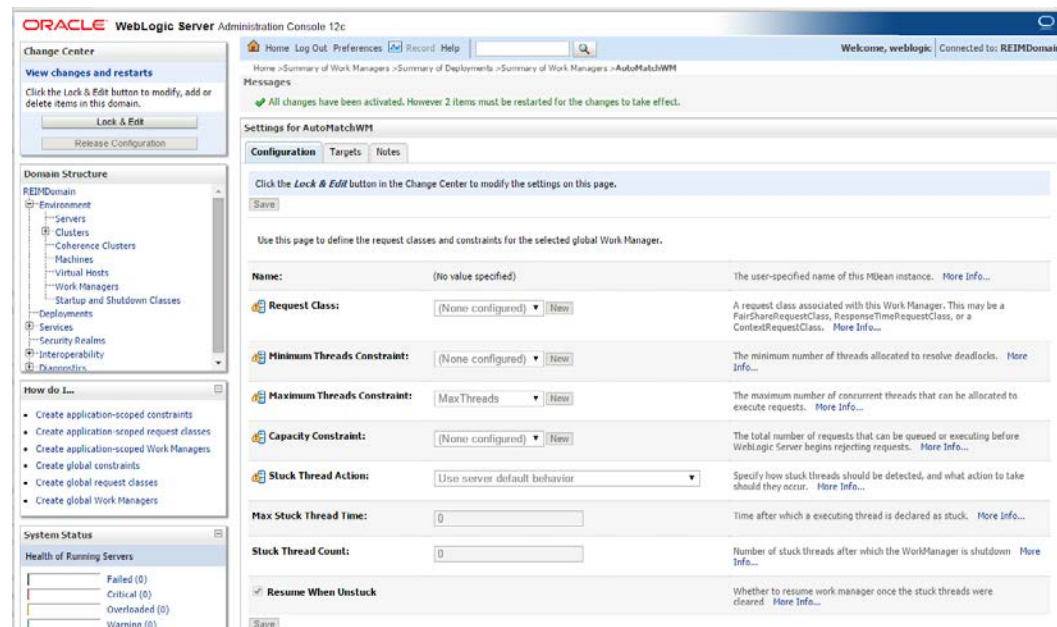 ORACLE WebLogic Server Administration Console 12c
Change Center
View changes and restarts
Click the Lock & Edit button to modify, add or
delete items in this domain.
Lock & Edit
Release Configuration
Domain Structure
REIMDomain
Environment
Servers
Clusters
Coherence Clusters
Machines
Virtual Hosts
Work Managers
Startup and Shutdown Classes
Deployments
Services
Security Realms
Interoperability
Diagnostics
How do I...
Create application-scoped constraints
Create application-scoped request classes
Create application-scoped Work Managers
Create global constraints
Create global request classes
Create global Work Managers
System Status
Health of Running Servers
Failed (0)
Critical (0)
Overloaded (0)
Warning (0)
Home Log Out Preferences Record Help
Welcome, weblogic Connected to: REIMDomain
Home >Summary of Work Managers >Summary of Deployments >Summary of Work Managers >AutoMatchWM
Messages
All changes have been activated. However 2 items must be restarted for the changes to take effect.
Settings for AutoMatchWM
Configuration Targets Notes
Click the Lock & Edit button in the Change Center to modify the settings on this page.
Save
Use this page to define the request classes and constraints for the selected global Work Manager.
Name: (No value specified) The user-specified name of this MBean instance. More Info...
Request Class: (None configured) New A request class associated with this Work Manager. This may be a
FairShareRequestClass, ResponseTimeRequestClass, or a
ContextRequestClass. More Info...
Minimum Threads Constraint: (None configured) New The minimum number of threads allocated to resolve deadlocks. More
Info...
Maximum Threads Constraint: MaxThreads New The maximum number of concurrent threads that can be allocated to
execute requests. More Info...
Capacity Constraint: (None configured) New The total number of requests that can be queued or executing before
WebLogic Server begins rejecting requests. More Info...
Stuck Thread Action: Use server default behavior Specify how stuck threads should be detected, and what action to take
should they occur. More Info...
Max Stuck Thread Time: 0 Time after which a executing thread is declared as stuck. More Info...
Stuck Thread Count: 0 Number of stuck threads after which the WorkManager is shutdown More
Info...
Resume When Unstuck Whether to resume work manager once the stuck threads were
cleared More Info...
Save